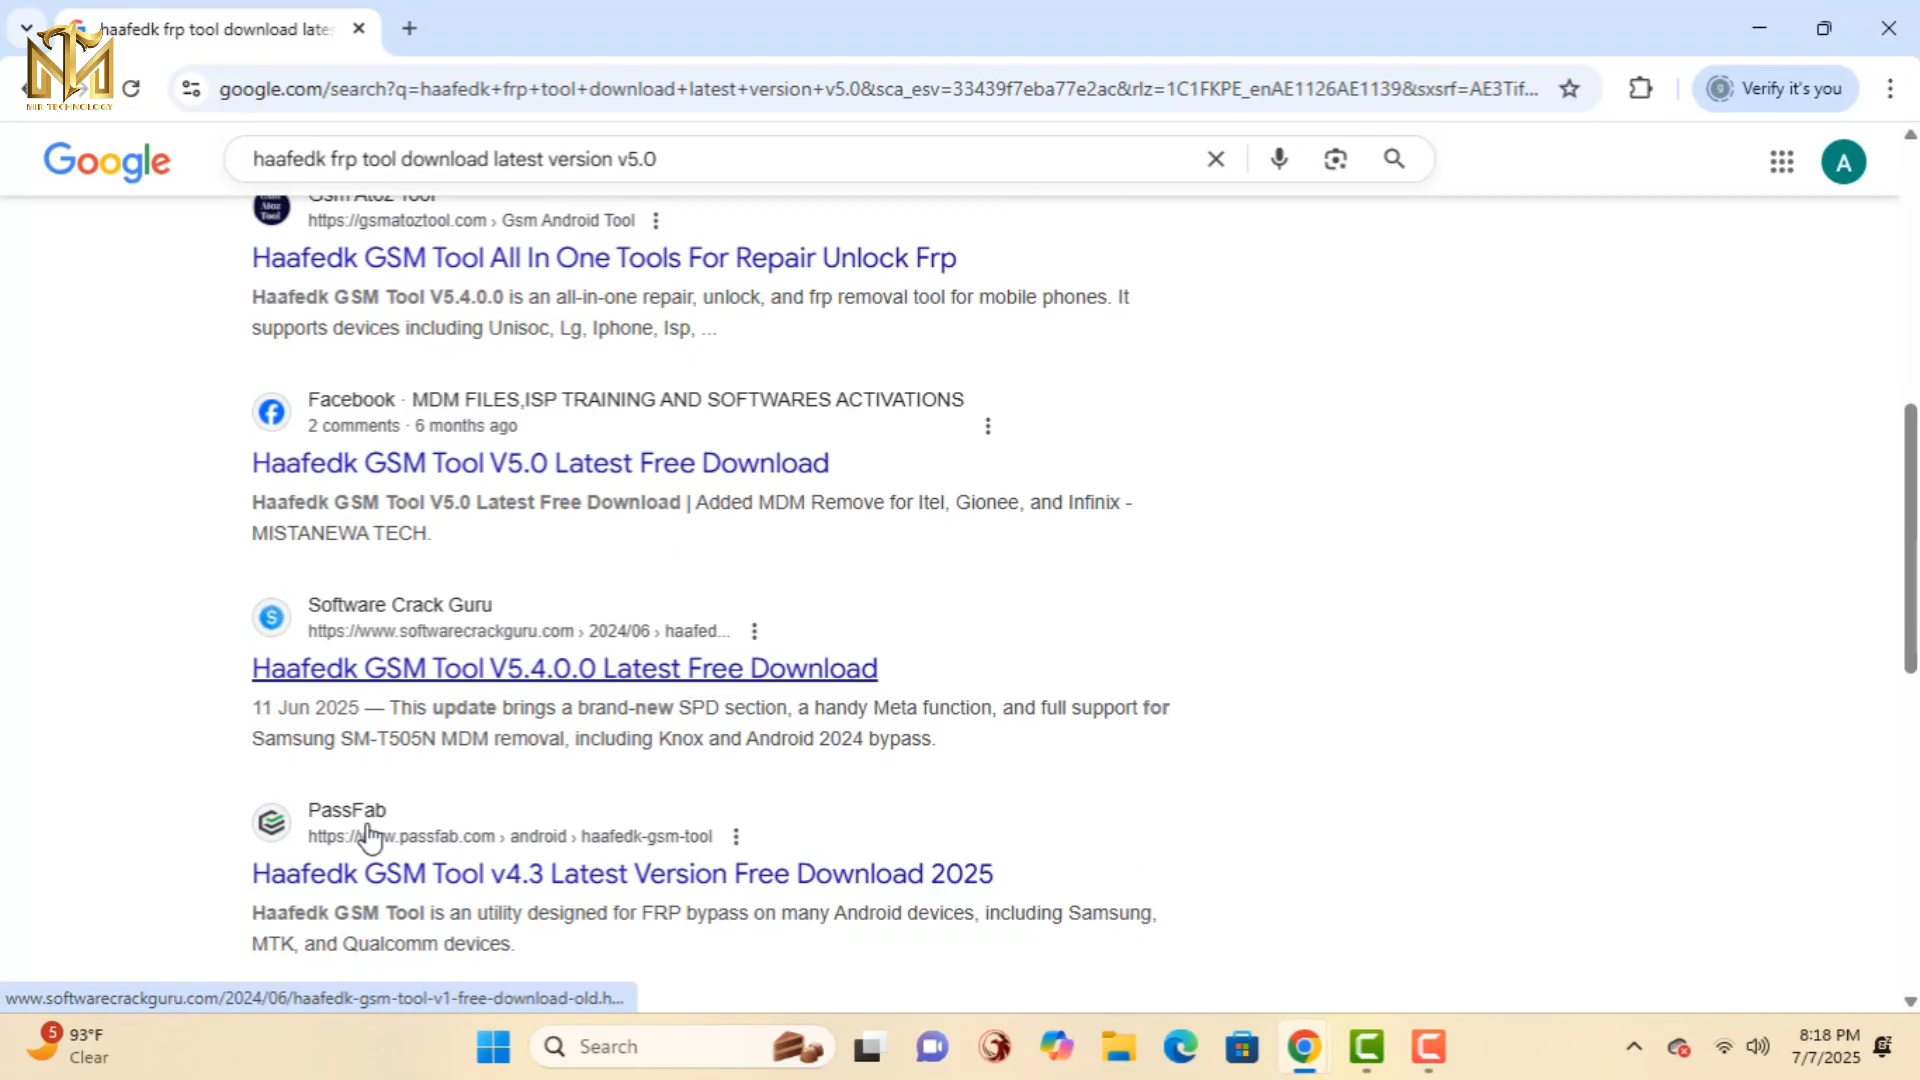 haafedk frp tool download late
google.com/search?q=haafedk+frp+tool+download+latest+version+v5.0&sca_esv=33439f7eba77e2ac&rlz=1C1FKPE_enAE1126AE1139&sxsrf=AE3Tif...
Verify it's you
MIR TECHNOLOGY
Google
haafedk frp tool download latest version v5.0
A
Gsm Atoz Tool
https://gsmatoztool.com › Gsm Android Tool
Haafedk GSM Tool All In One Tools For Repair Unlock Frp
Haafedk GSM Tool V5.4.0.0 is an all-in-one repair, unlock, and frp removal tool for mobile phones. It
supports devices including Unisoc, Lg, Iphone, Isp, ...
Facebook · MDM FILES,ISP TRAINING AND SOFTWARES ACTIVATIONS
2 comments · 6 months ago
Haafedk GSM Tool V5.0 Latest Free Download
Haafedk GSM Tool V5.0 Latest Free Download | Added MDM Remove for Itel, Gionee, and Infinix -
MISTANEWA TECH.
Software Crack Guru
https://www.softwarecrackguru.com › 2024/06 › haafed...
Haafedk GSM Tool V5.4.0.0 Latest Free Download
11 Jun 2025 — This update brings a brand-new SPD section, a handy Meta function, and full support for
Samsung SM-T505N MDM removal, including Knox and Android 2024 bypass.
PassFab
https://www.passfab.com › android › haafedk-gsm-tool
Haafedk GSM Tool v4.3 Latest Version Free Download 2025
Haafedk GSM Tool is an utility designed for FRP bypass on many Android devices, including Samsung,
MTK, and Qualcomm devices.
www.softwarecrackguru.com/2024/06/haafedk-gsm-tool-v1-free-download-old.h...
5
93°F
Clear
Search
8:18 PM
7/7/2025